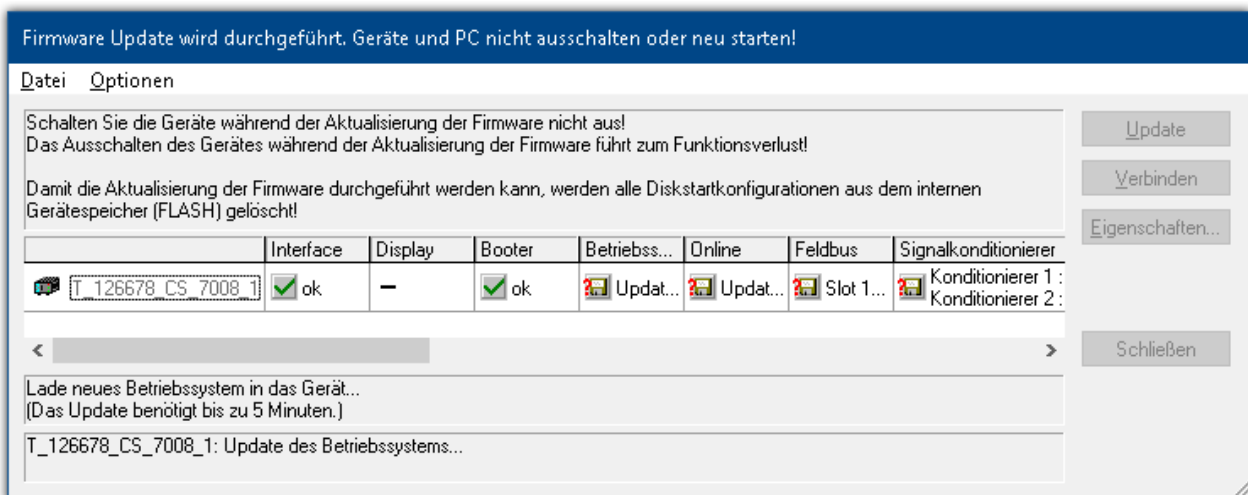 Firmware Update wird durchgeführt. Geräte und PC nicht ausschalten oder neu starten!
Datei Optionen
Schalten Sie die Geräte während der Aktualisierung der Firmware nicht aus!
Das Ausschalten des Gerätes während der Aktualisierung der Firmware führt zum Funktionsverlust!
Damit die Aktualisierung der Firmware durchgeführt werden kann, werden alle Diskstartkonfigurationen aus dem internen
Gerätespeicher (FLASH) gelöscht!
Update
Verbinden
Eigenschaften...
Interface Display Booter Betriebss... Online Feldbus Signalkonditionierer
T_126678_CS_7008_1 ok – ok Updat... Updat... Slot 1... Konditionierer 1 :
Konditionierer 2 :
Schließen
Lade neues Betriebssystem in das Gerät...
(Das Update benötigt bis zu 5 Minuten.)
T_126678_CS_7008_1: Update des Betriebssystems...